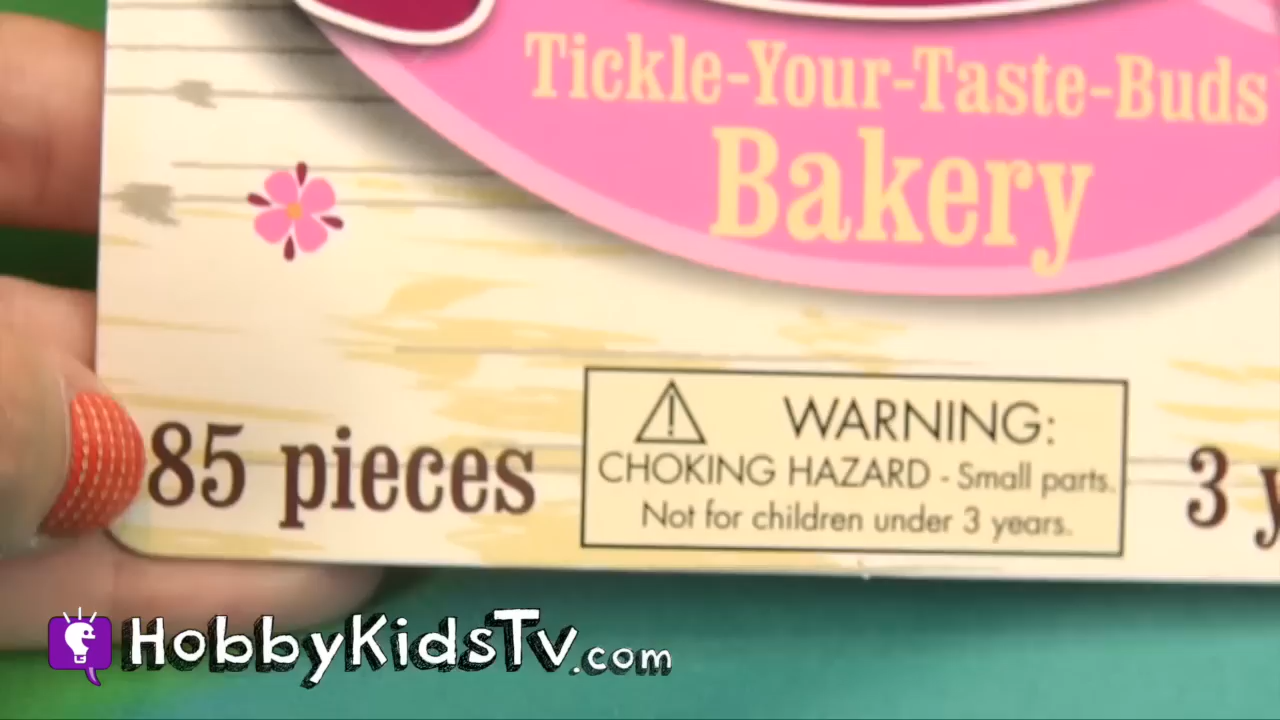 Tickle-Your-Taste-Buds
Bakery
85 pieces
WARNING:
CHOKING HAZARD - Small parts.
Not for children under 3 years.
3 y
HobbyKidsTv.com